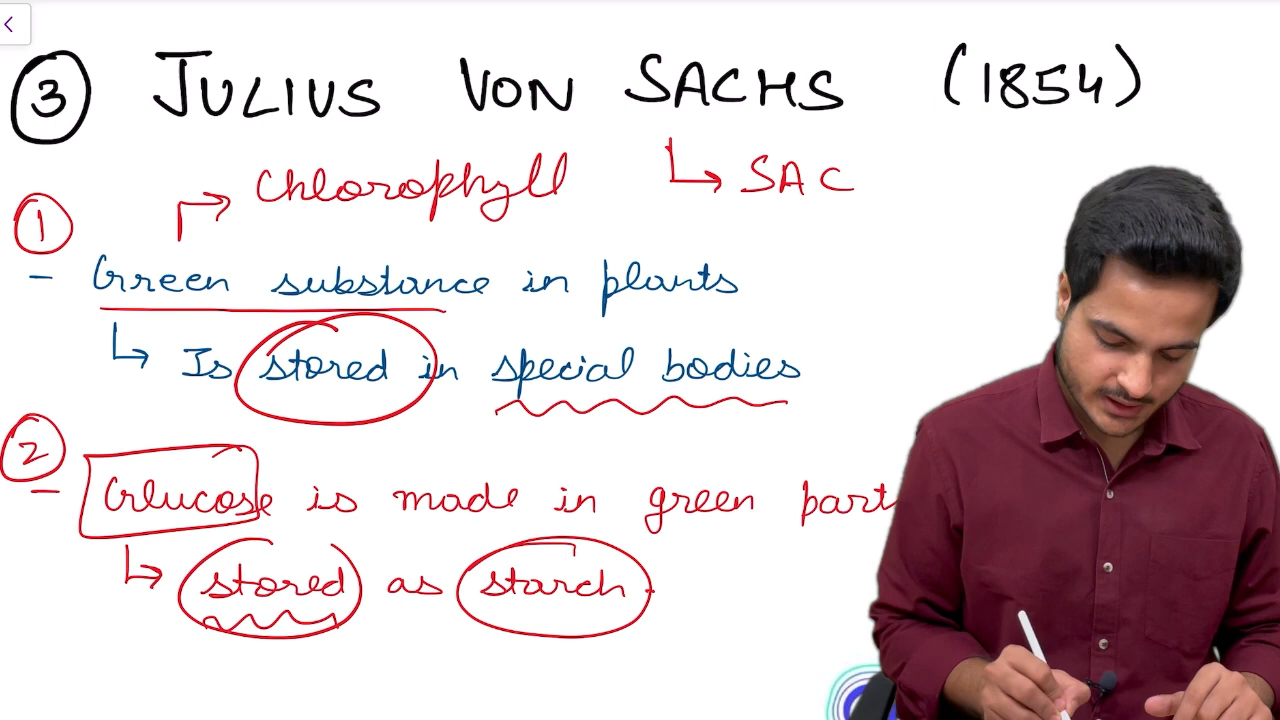 3 JULIUS VON SACHS (1854)
↳ SAC
Chlorophyll
1
- Green substance in plants
↳ Is stored in special bodies
2
- Glucose is made in green part
↳ stored as starch.